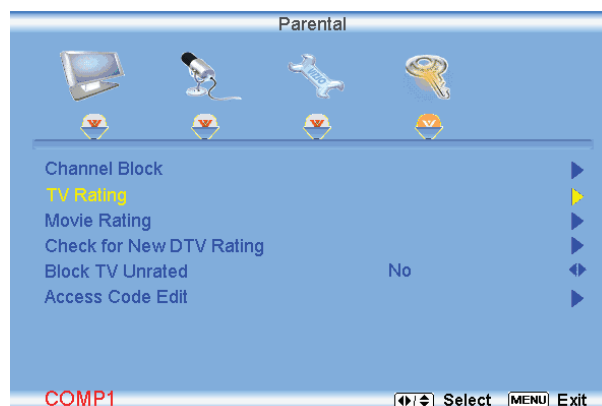 Parental
VIZIO
Channel Block
TV Rating
Movie Rating
Check for New DTV Rating
Block TV Unrated No
Access Code Edit
COMP1 Select MENU Exit